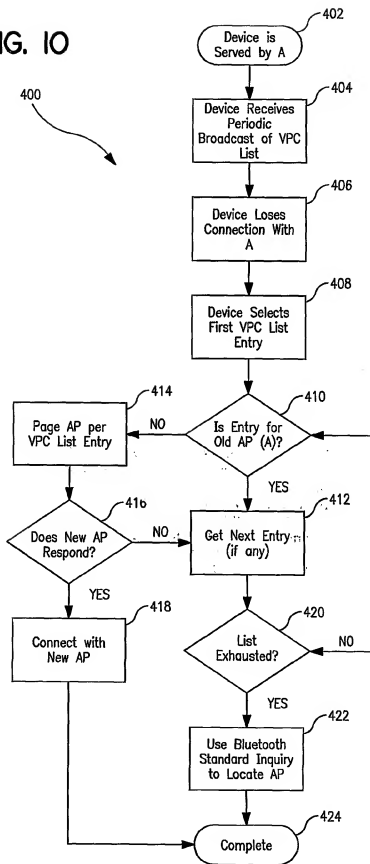 IG. 10
400
402
Device is
Served by A
404
Device Receives
Periodic
Broadcast of VPC
List
406
Device Loses
Connection With
A
408
Device Selects
First VPC List
Entry
410
Is Entry for
Old AP (A)?
NO
YES
414
Page AP per
VPC List Entry
416
Does New AP
Respond?
NO
YES
412
Get Next Entry
(if any)
418
Connect with
New AP
420
List
Exhausted?
NO
YES
422
Use Bluetooth
Standard Inquiry
to Locate AP
424
Complete